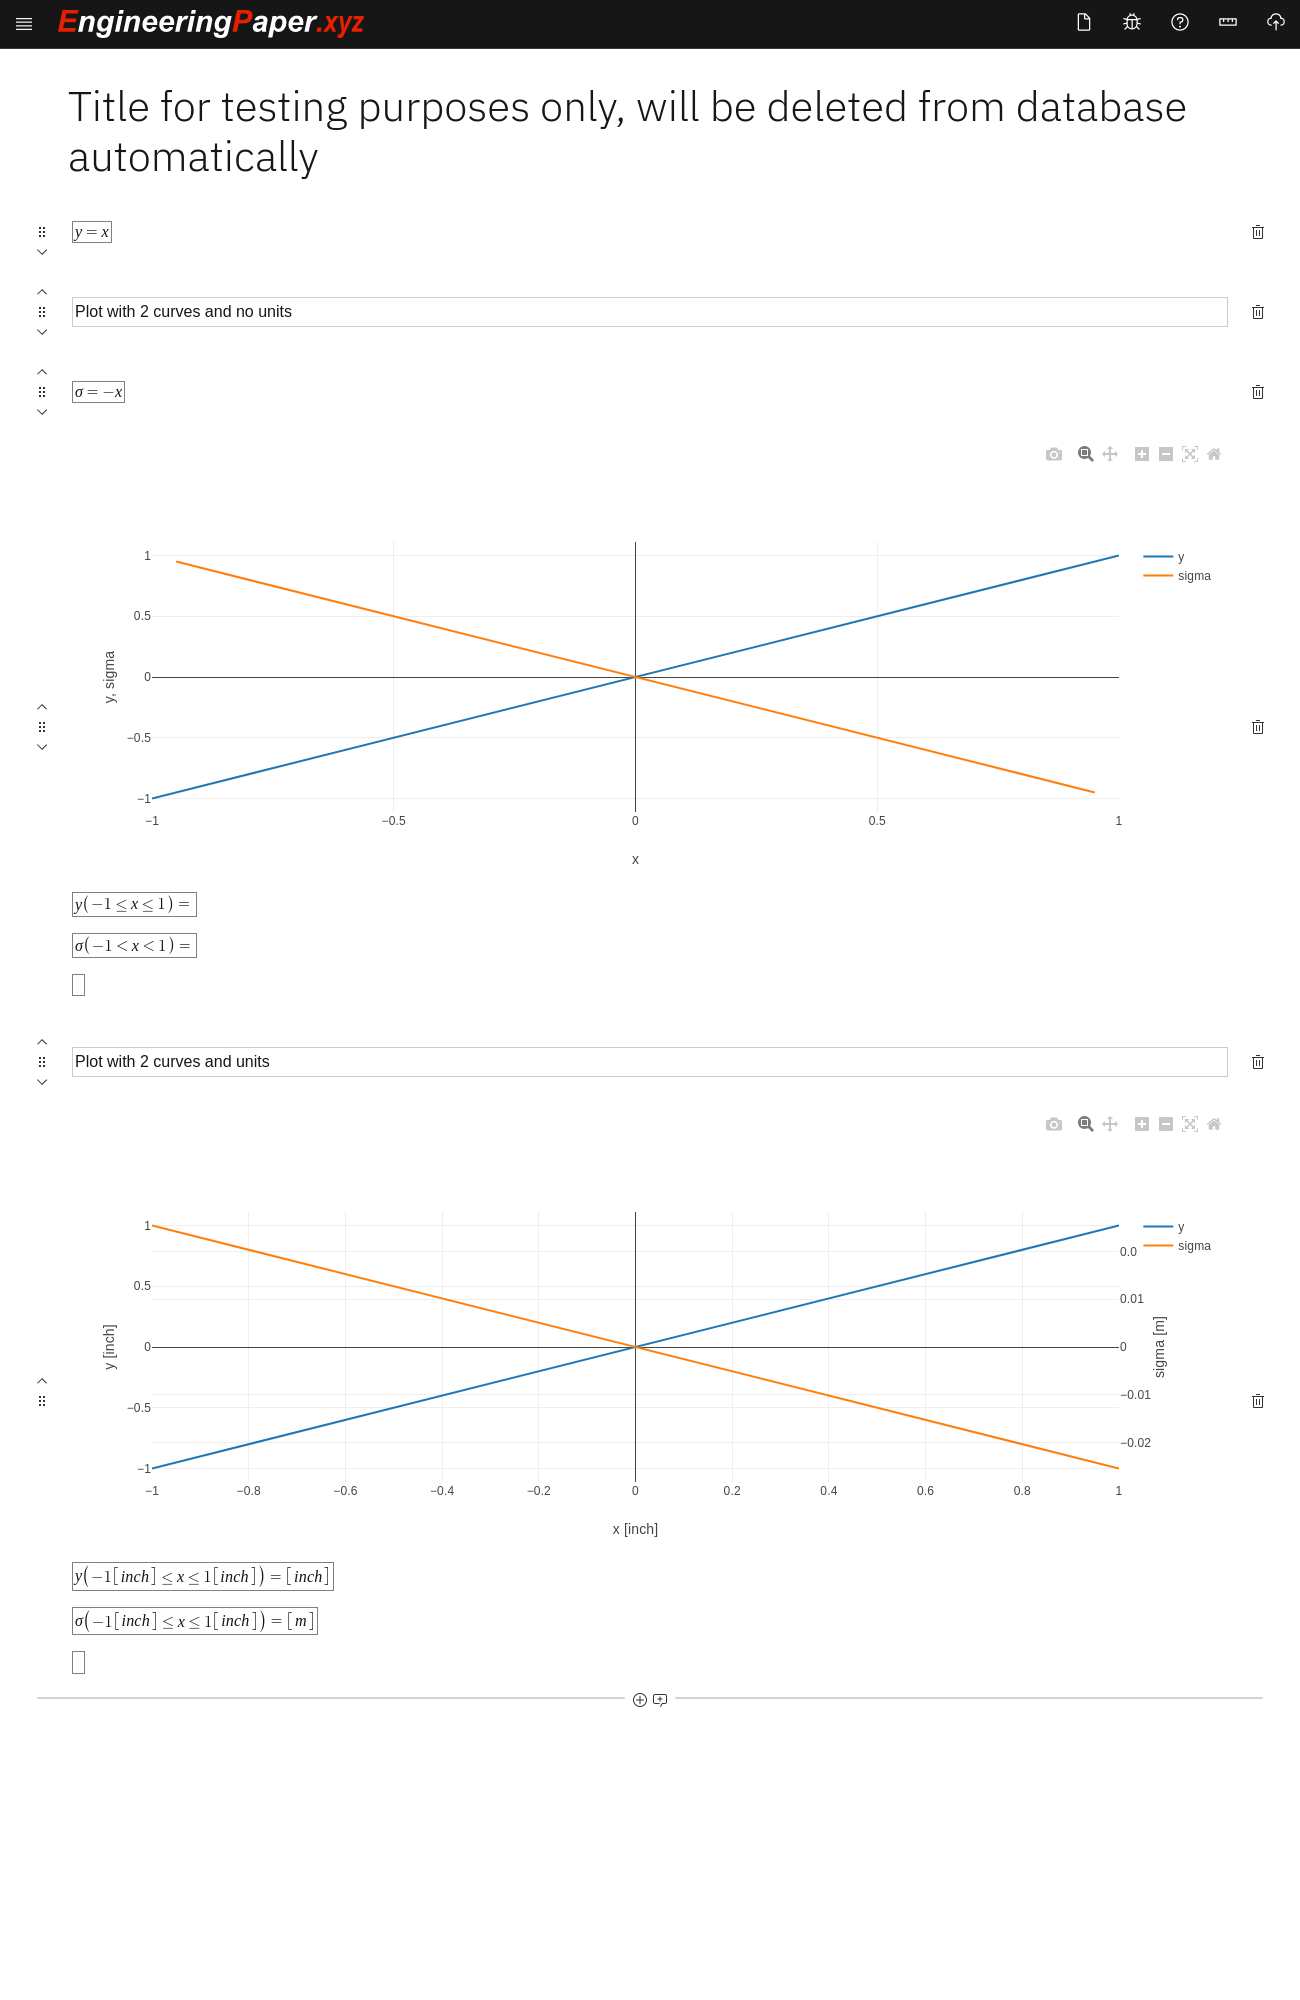 EngineeringPaper.xyz
Title for testing purposes only, will be deleted from database
automatically
y = x
Plot with 2 curves and no units
σ = −x
1
0.5
0
−0.5
−1
y, sigma
y
sigma
−1
−0.5
0
0.5
1
x
y(−1 ≤ x ≤ 1) =
σ(−1 < x < 1) =
Plot with 2 curves and units
1
0.5
0
−0.5
−1
y [inch]
y
sigma
0.0
0.01
0
−0.01
−0.02
sigma [m]
−1
−0.8
−0.6
−0.4
−0.2
0
0.2
0.4
0.6
0.8
1
x [inch]
y(−1[inch] ≤ x ≤ 1[inch]) = [inch]
σ(−1[inch] ≤ x ≤ 1[inch]) = [m]